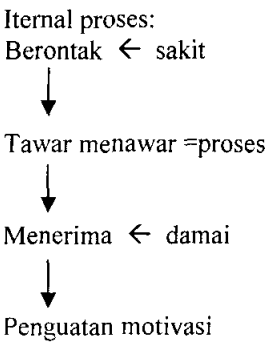 Iternal proses:
Berontak ← sakit
Tawar menawar =proses
Menerima ← damai
Penguatan motivasi